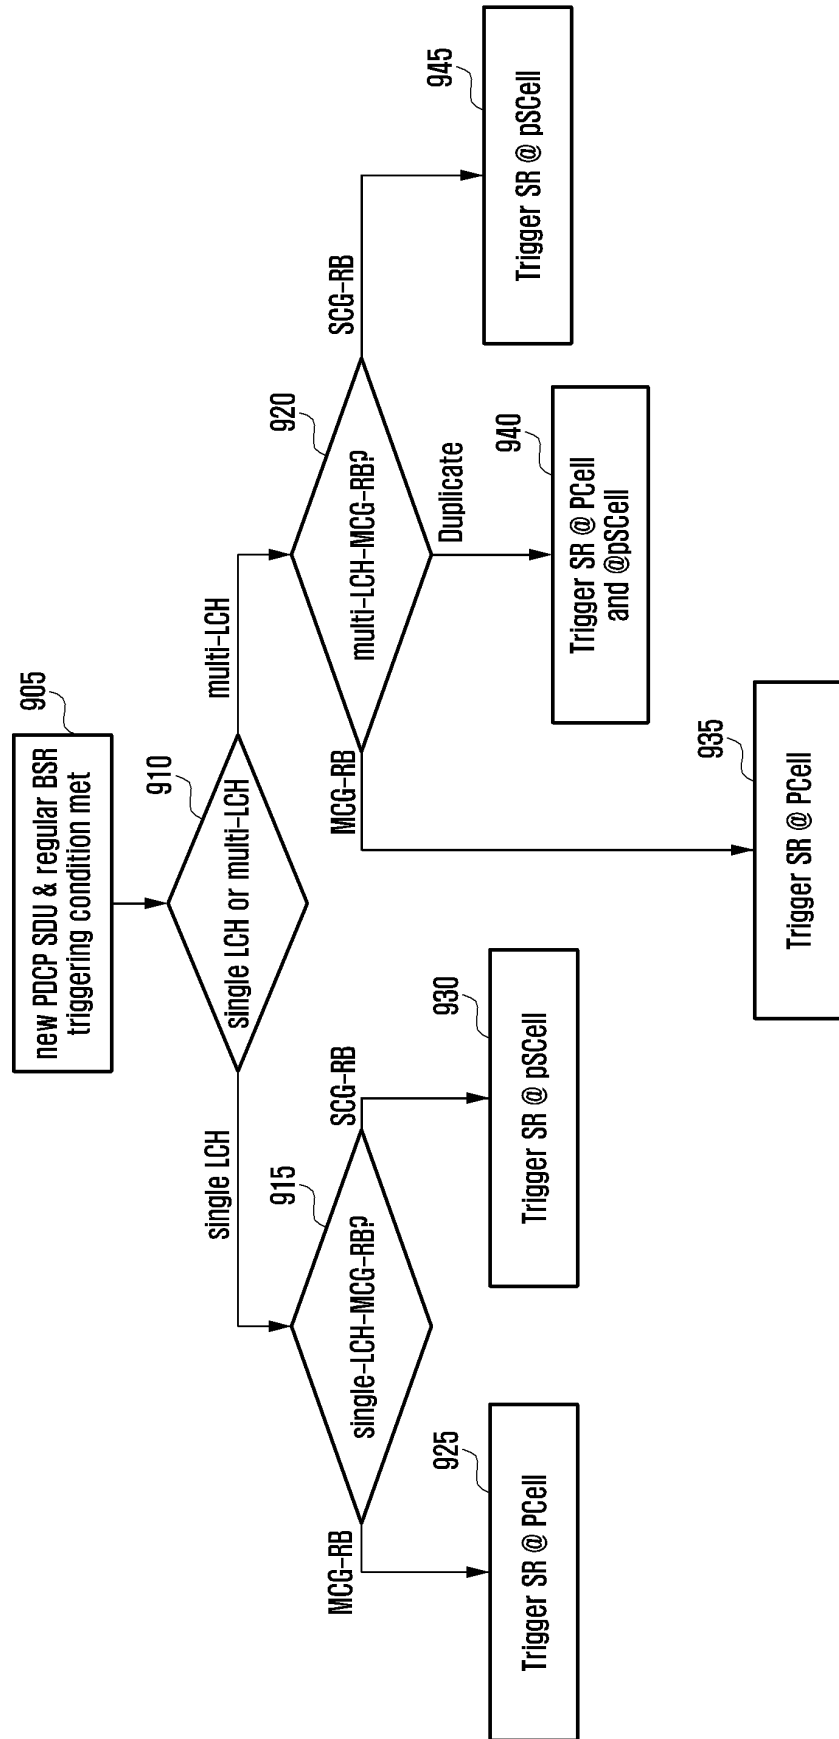 905
new PDCP SDU & regular BSR
triggering condition met
910
single LCH or multi-LCH
single LCH
multi-LCH
915
single-LCH-MCG-RB?
MCG-RB
SCG-RB
920
multi-LCH-MCG-RB?
MCG-RB
Duplicate
SCG-RB
925
Trigger SR @ PCell
930
Trigger SR @ pSCell
935
Trigger SR @ PCell
940
Trigger SR @ PCell
and @pSCell
945
Trigger SR @ pSCell